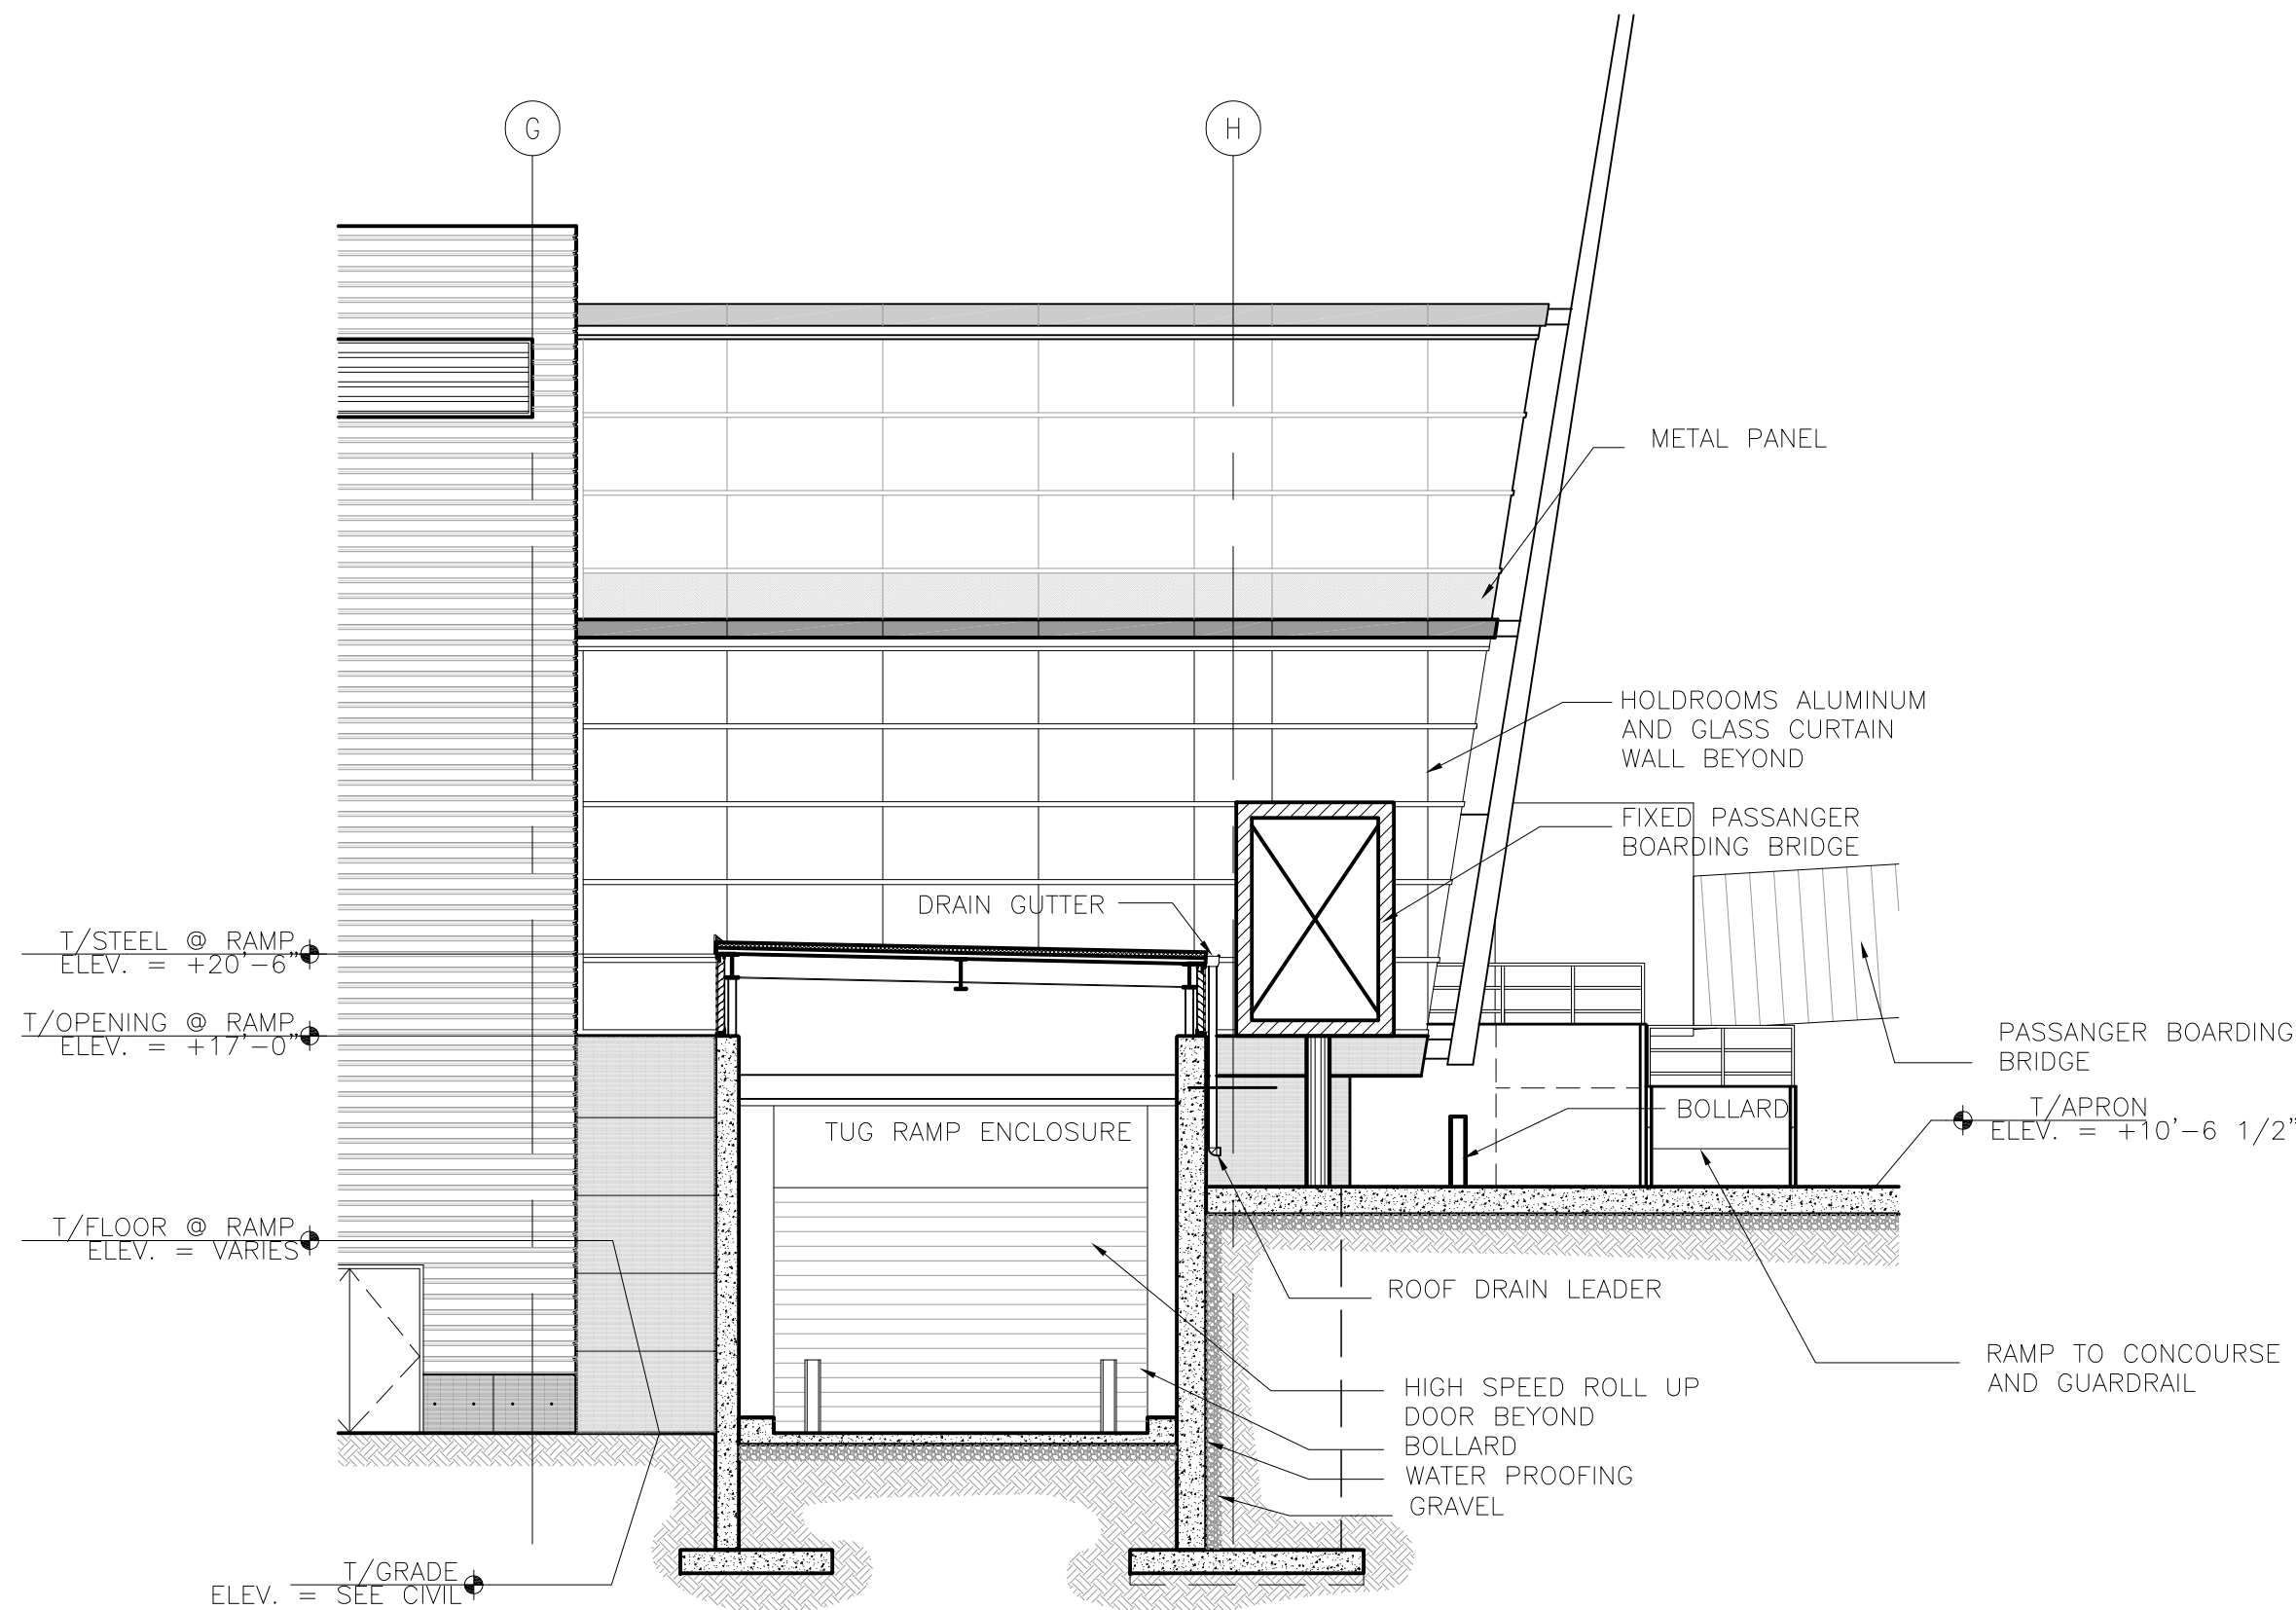 G
H
METAL PANEL
HOLDROOMS ALUMINUM
AND GLASS CURTAIN
WALL BEYOND
FIXED PASSANGER
BOARDING BRIDGE
DRAIN GUTTER
T/STEEL @ RAMP
ELEV. = +20'-6"
T/OPENING @ RAMP
ELEV. = +17'-0"
PASSANGER BOARDING
BRIDGE
BOLLARD
T/APRON
ELEV. = +10'-6 1/2"
TUG RAMP ENCLOSURE
T/FLOOR @ RAMP
ELEV. = VARIES
ROOF DRAIN LEADER
RAMP TO CONCOURSE
AND GUARDRAIL
HIGH SPEED ROLL UP
DOOR BEYOND
BOLLARD
WATER PROOFING
GRAVEL
T/GRADE
ELEV. = SEE CIVIL